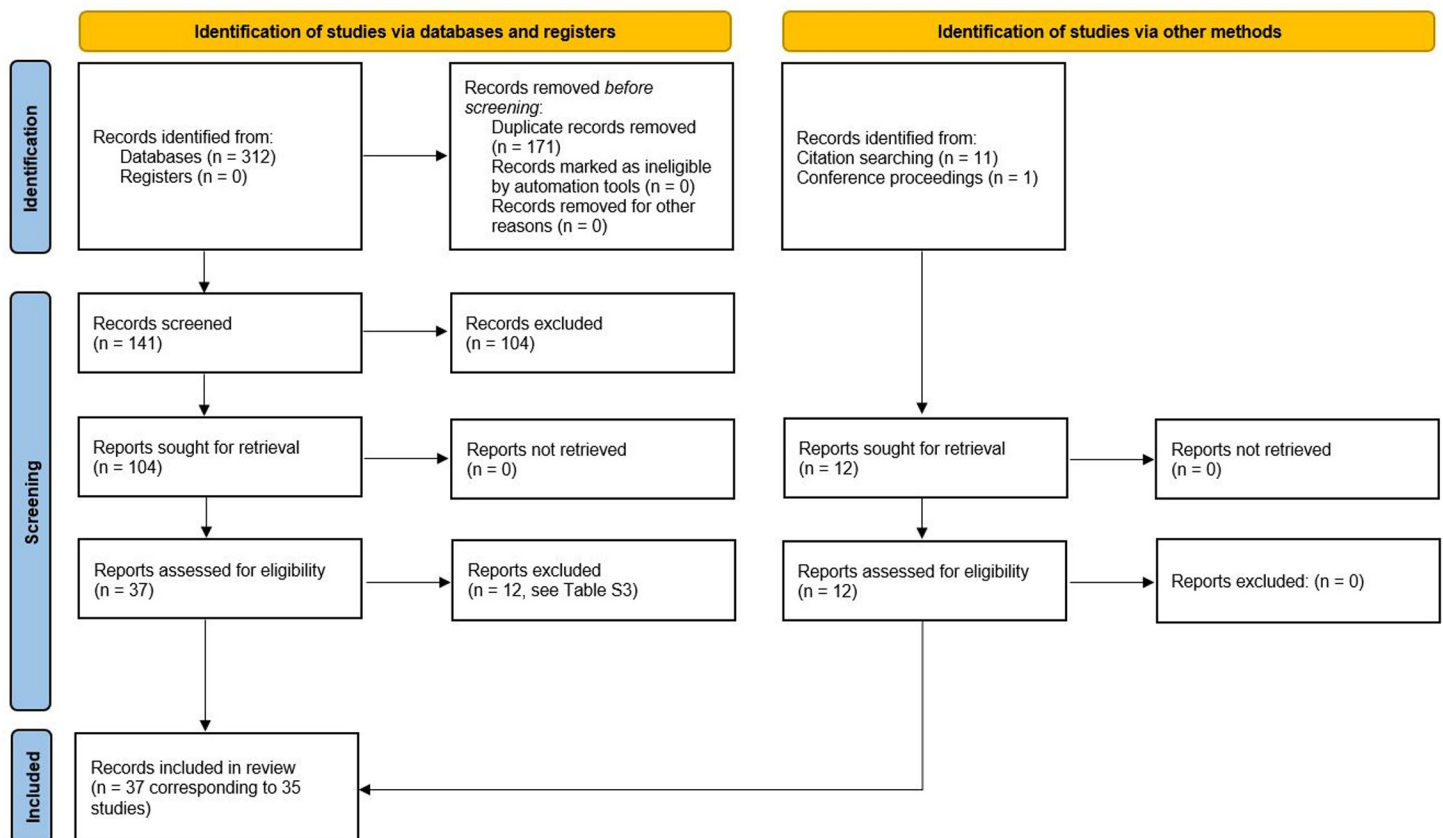 Identification of studies via databases and registers
Identification of studies via other methods
Identification
Records identified from:
Databases (n = 312)
Registers (n = 0)
Records removed before
screening:
Duplicate records removed
(n = 171)
Records marked as ineligible
by automation tools (n = 0)
Records removed for other
reasons (n = 0)
Records identified from:
Citation searching (n = 11)
Conference proceedings (n = 1)
Screening
Records screened
(n = 141)
Records excluded
(n = 104)
Reports sought for retrieval
(n = 104)
Reports not retrieved
(n = 0)
Reports sought for retrieval
(n = 12)
Reports not retrieved
(n = 0)
Reports assessed for eligibility
(n = 37)
Reports excluded
(n = 12, see Table S3)
Reports assessed for eligibility
(n = 12)
Reports excluded: (n = 0)
Included
Records included in review
(n = 37 corresponding to 35
studies)